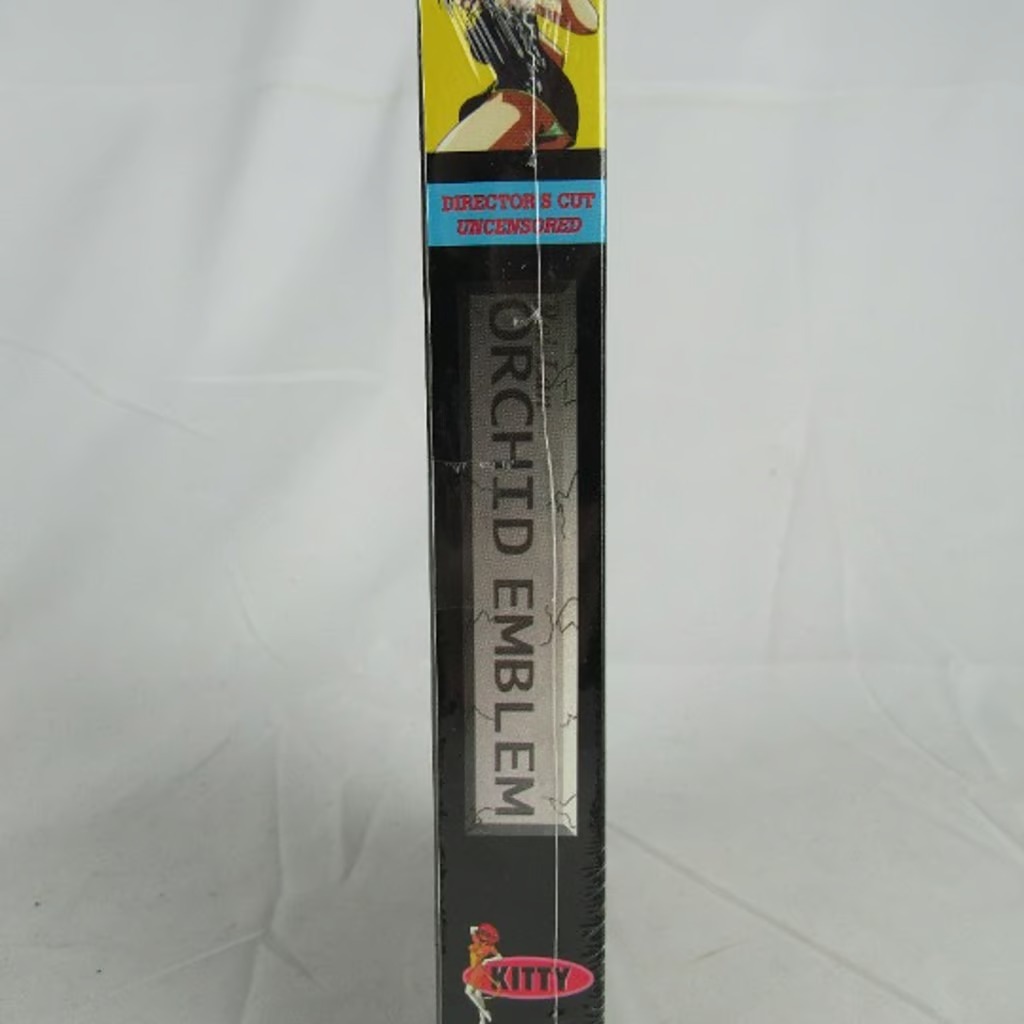 DIRECTOR'S CUT
UNCENSORED
ORCHID EMBLEM
KITTY